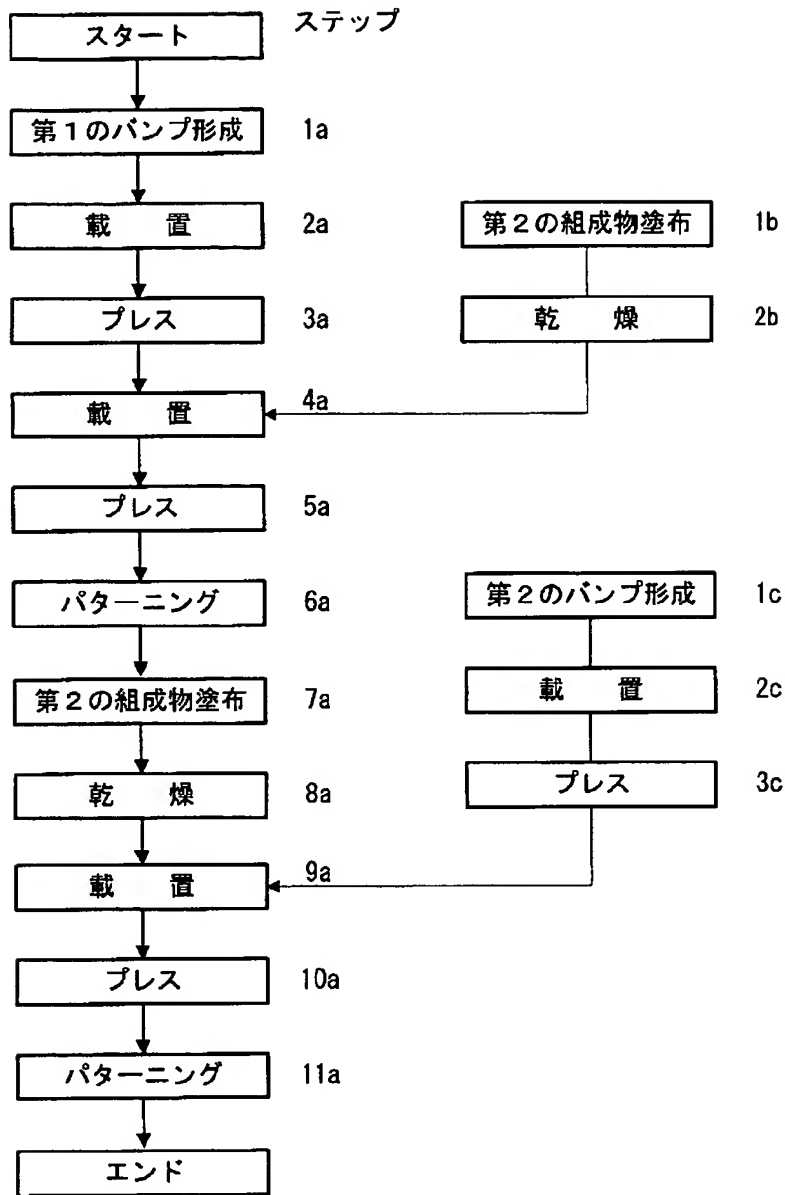 ステップ
スタート
第1のバンプ形成 1a
載 置 2a
第2の組成物塗布 1b
プレス 3a
乾 燥 2b
載 置 4a
プレス 5a
パターニング 6a
第2のバンプ形成 1c
第2の組成物塗布 7a
載 置 2c
乾 燥 8a
プレス 3c
載 置 9a
プレス 10a
パターニング 11a
エンド